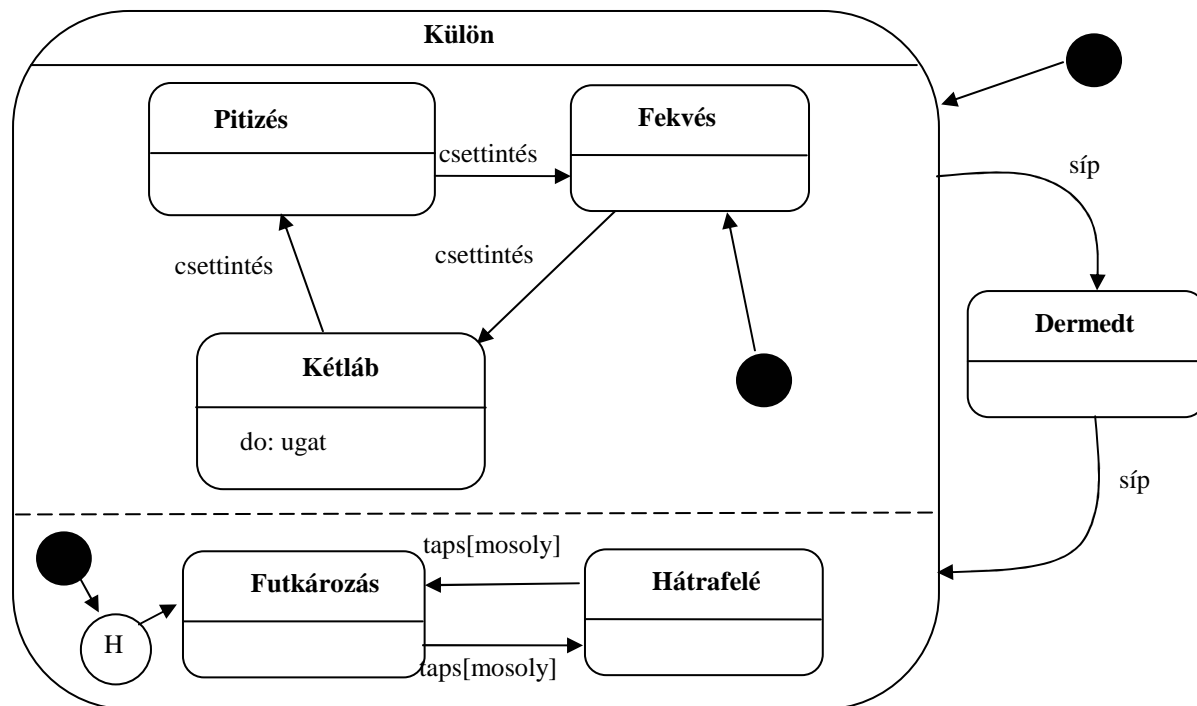 Külön
Pitizés
Fekvés
csettintés
síp
csettintés
csettintés
Dermedt
Kétláb
do: ugat
síp
taps[mosoly]
Futkározás
Hátrafelé
H
taps[mosoly]